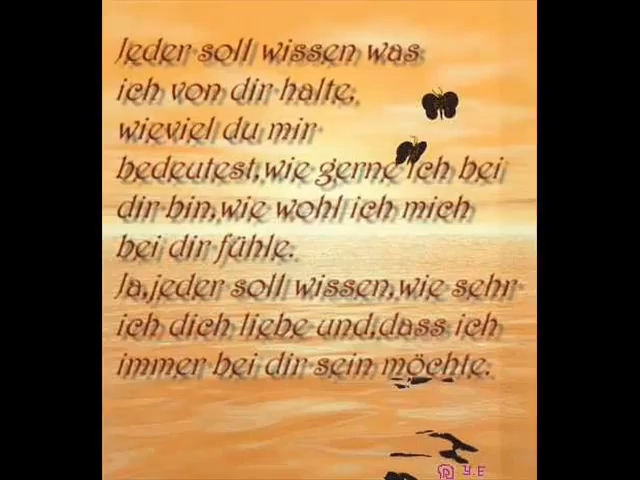 Jeder soll wissen was
ich von dir halte,
wieviel du mir
bedeutest,wie gerne ich bei
dir bin,wie wohl ich mich
bei dir fühle.
Ja,jeder soll wissen,wie sehr
ich dich liebe und,dass ich
immer bei dir sein möchte.
Y.E